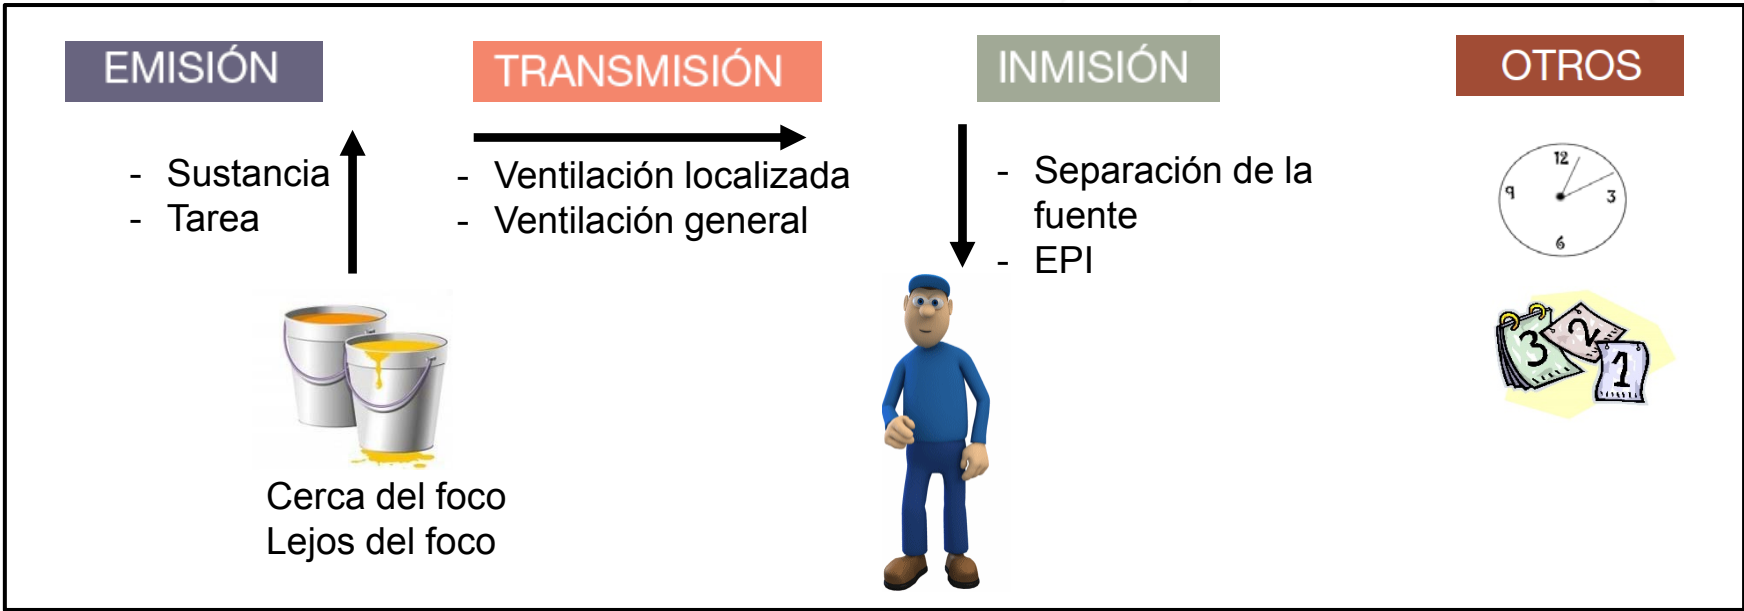 EMISIÓN
- Sustancia
- Tarea
Cerca del foco
Lejos del foco
TRANSMISIÓN
- Ventilación localizada
- Ventilación general
INMISIÓN
- Separación de la
fuente
- EPI
OTROS
12
9
3
6
3
2
1